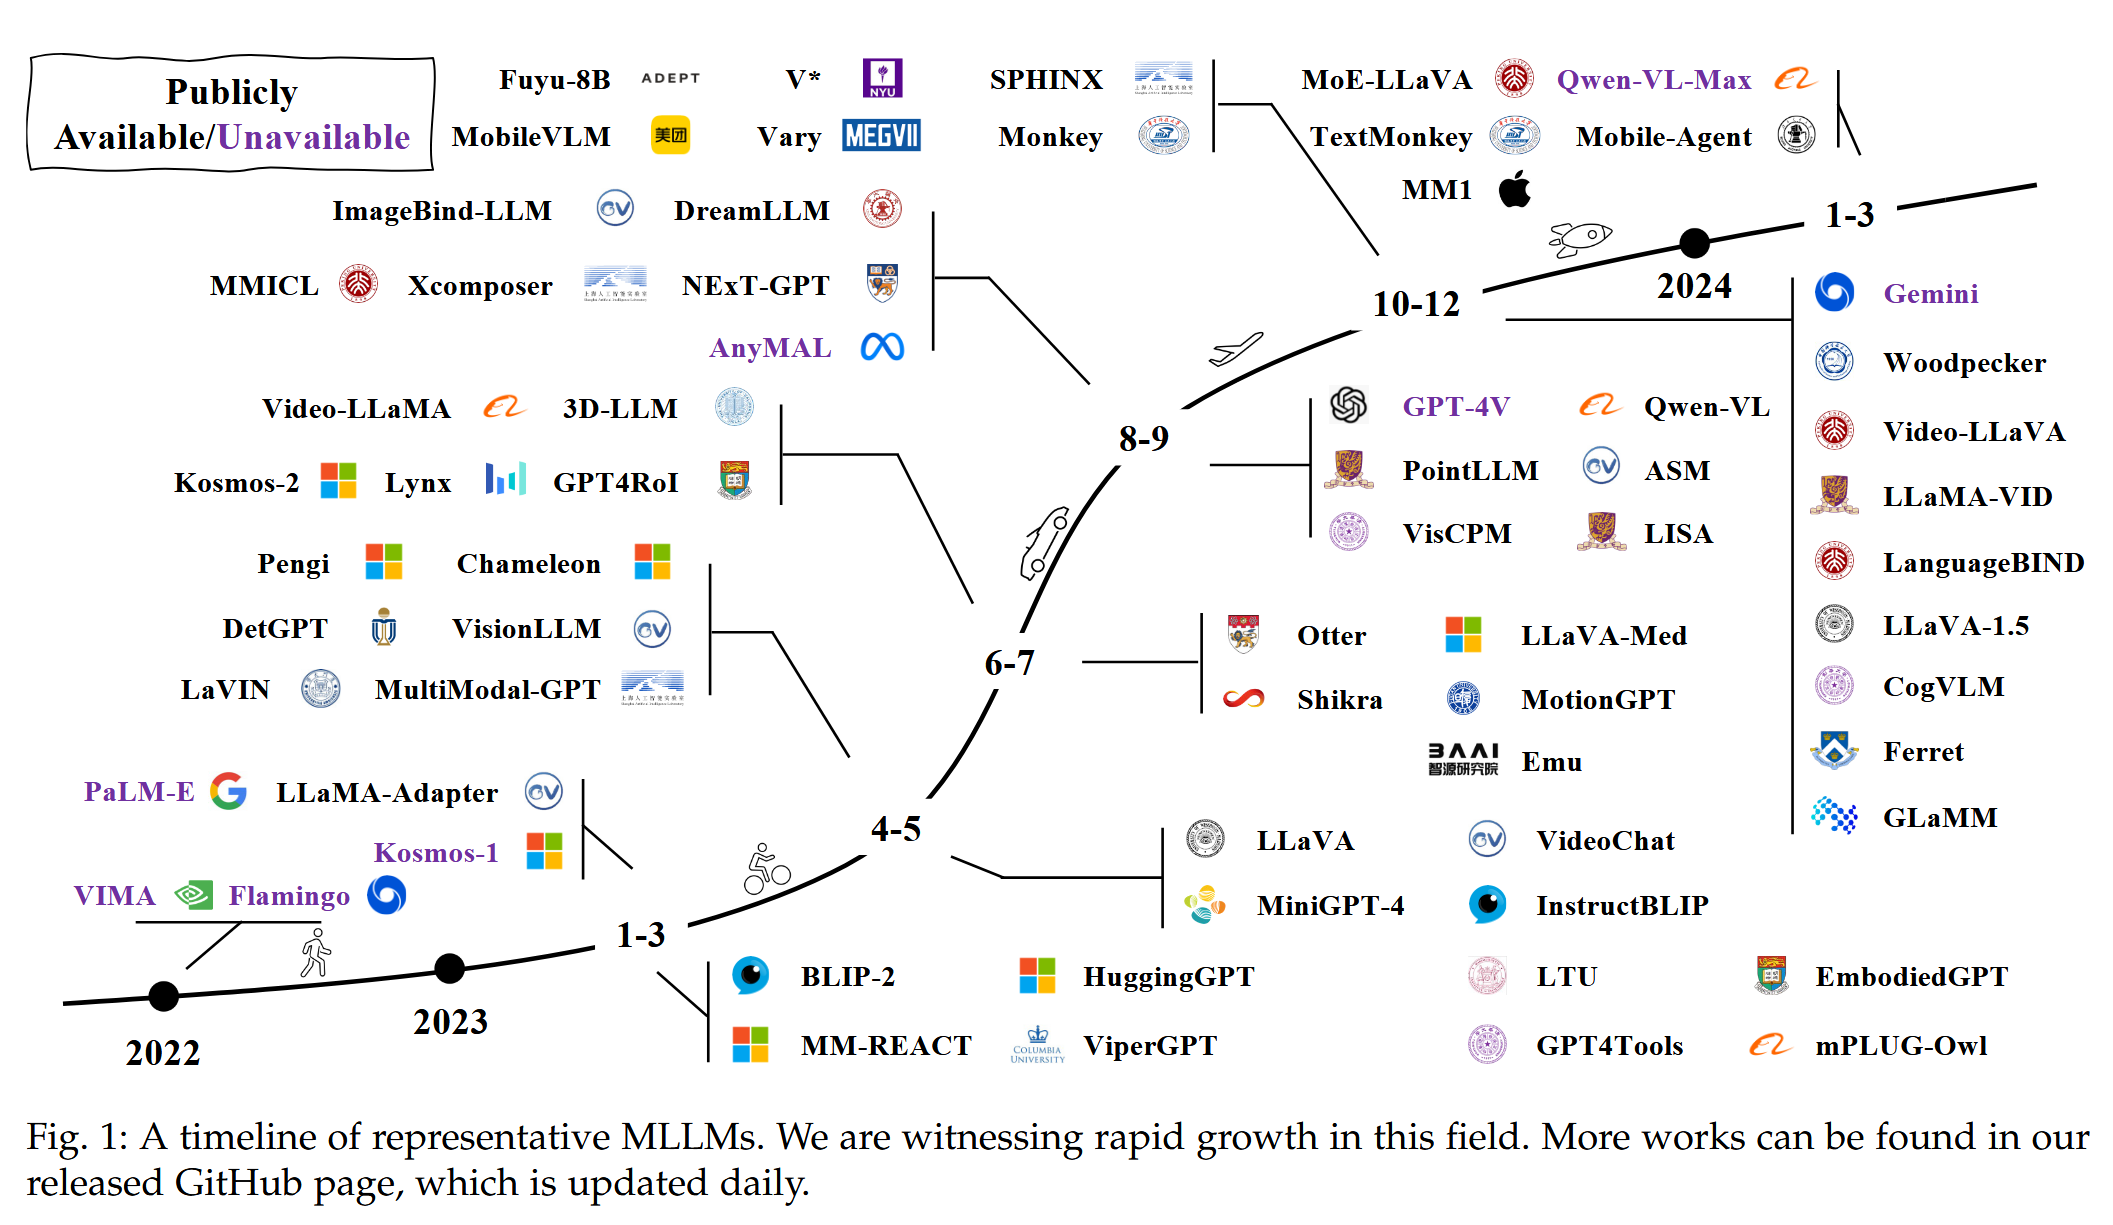 Publicly
Available/Unavailable
Fuyu-8B ADEPT V* NYU SPHINX
MobileVLM 美团 Vary MEGVII Monkey
MoE-LLaVA Qwen-VL-Max
TextMonkey Mobile-Agent
MM1
ImageBind-LLM DreamLLM
MMICL Xcomposer NExT-GPT
AnyMAL
Video-LLaMA 3D-LLM
Kosmos-2 Lynx GPT4RoI
Pengi Chameleon
DetGPT VisionLLM
LaVIN MultiModal-GPT
PaLM-E LLaMA-Adapter
Kosmos-1
VIMA Flamingo
2022
2023
1-3
4-5
6-7
8-9
10-12
2024
1-3
Gemini
Woodpecker
Video-LLaVA
LLaMA-VID
LanguageBIND
LLaVA-1.5
CogVLM
Ferret
GLaMM
GPT-4V Qwen-VL
PointLLM ASM
VisCPM LISA
Otter LLaVA-Med
Shikra MotionGPT
BAAI
智源研究院 Emu
LLaVA VideoChat
MiniGPT-4 InstructBLIP
LTU EmbodiedGPT
GPT4Tools mPLUG-Owl
BLIP-2 HuggingGPT
MM-REACT COLUMBIA UNIVERSITY ViperGPT
Fig. 1: A timeline of representative MLLMs. We are witnessing rapid growth in this field. More works can be found in our
released GitHub page, which is updated daily.